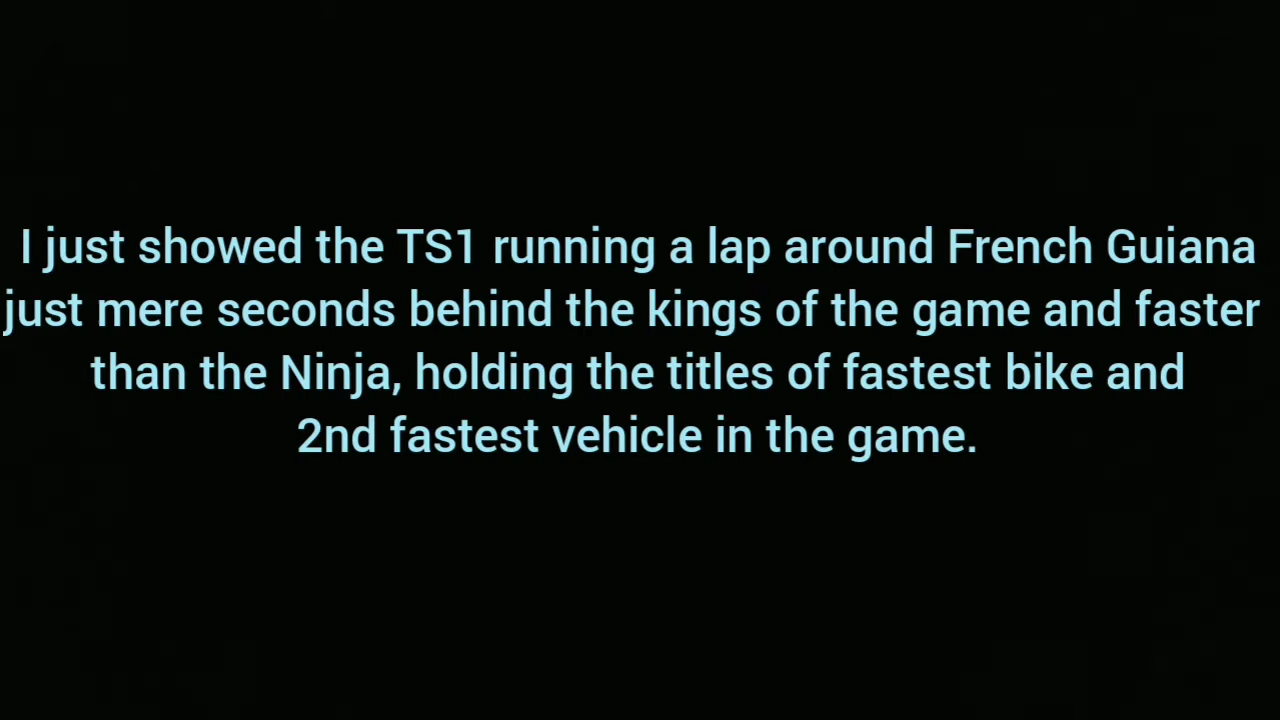 I just showed the TS1 running a lap around French Guiana
just mere seconds behind the kings of the game and faster
than the Ninja, holding the titles of fastest bike and
2nd fastest vehicle in the game.